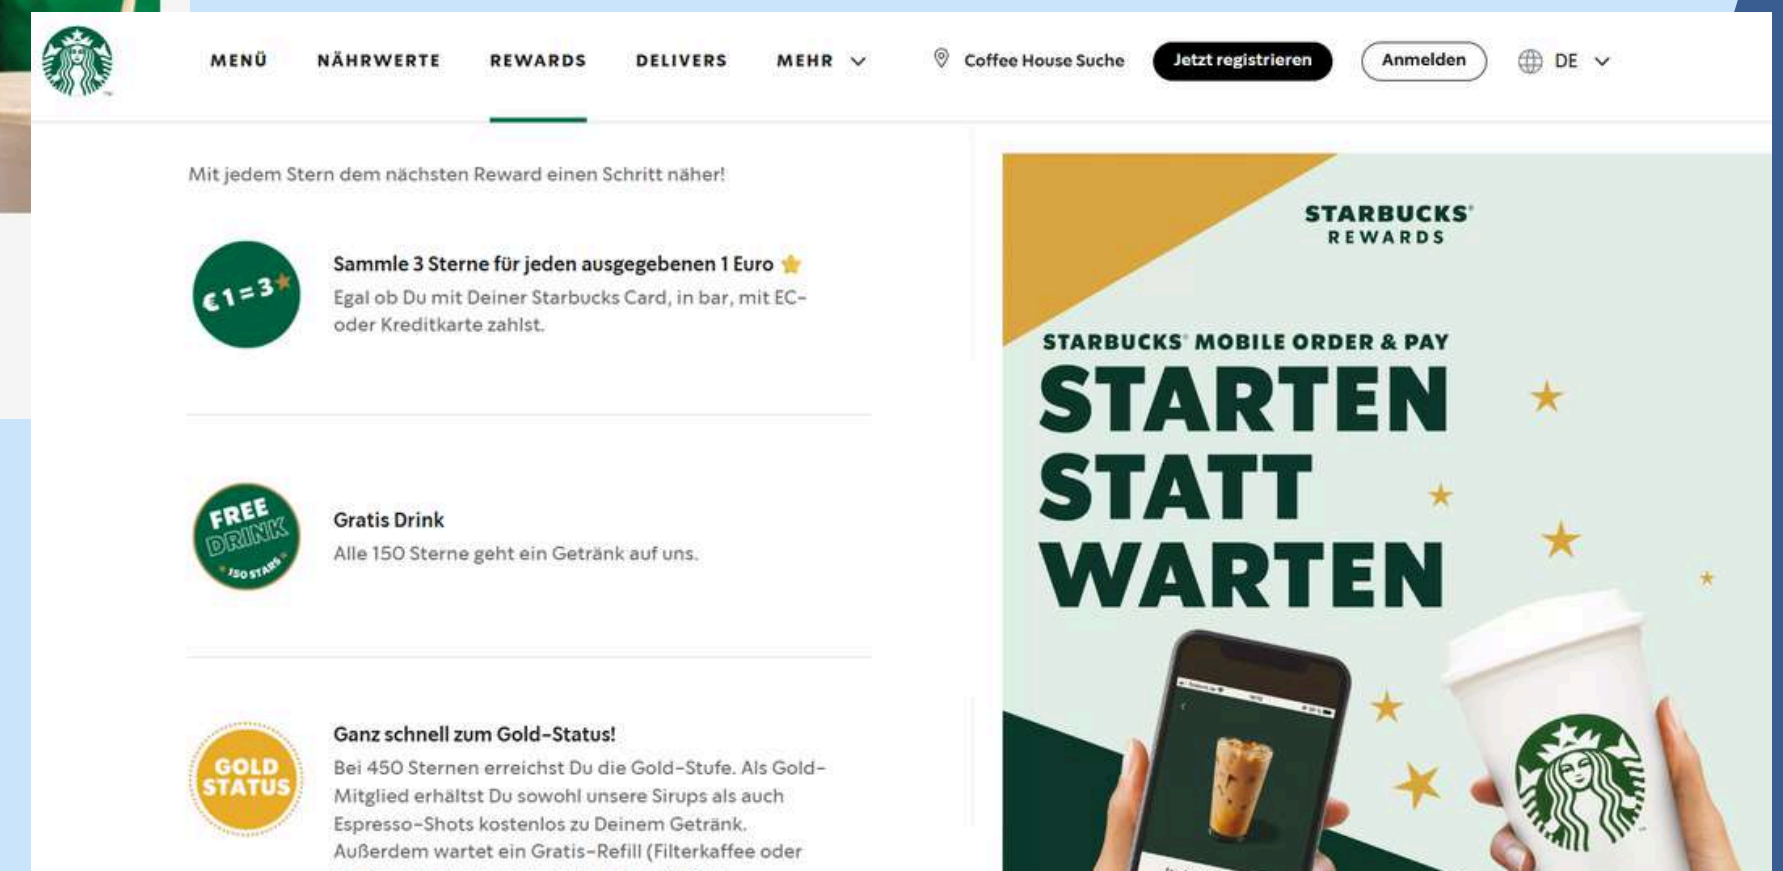 MENÜ NÄHRWERTE REWARDS DELIVERS MEHR Coffee House Suche Jetzt registrieren Anmelden DE
Mit jedem Stern dem nächsten Reward einen Schritt näher!
€1=3
Sammle 3 Sterne für jeden ausgegebenen 1 Euro
Egal ob Du mit Deiner Starbucks Card, in bar, mit EC-
oder Kreditkarte zahlst.
FREE
DRINK
150 STARS
Gratis Drink
Alle 150 Sterne geht ein Getränk auf uns.
GOLD
STATUS
Ganz schnell zum Gold-Status!
Bei 450 Sternen erreichst Du die Gold-Stufe. Als Gold-
Mitglied erhältst Du sowohl unsere Sirups als auch
Espresso-Shots kostenlos zu Deinem Getränk.
Außerdem wartet ein Gratis-Refill (Filterkaffee oder
STARBUCKS®
REWARDS
STARBUCKS® MOBILE ORDER & PAY
STARTEN
STATT
WARTEN